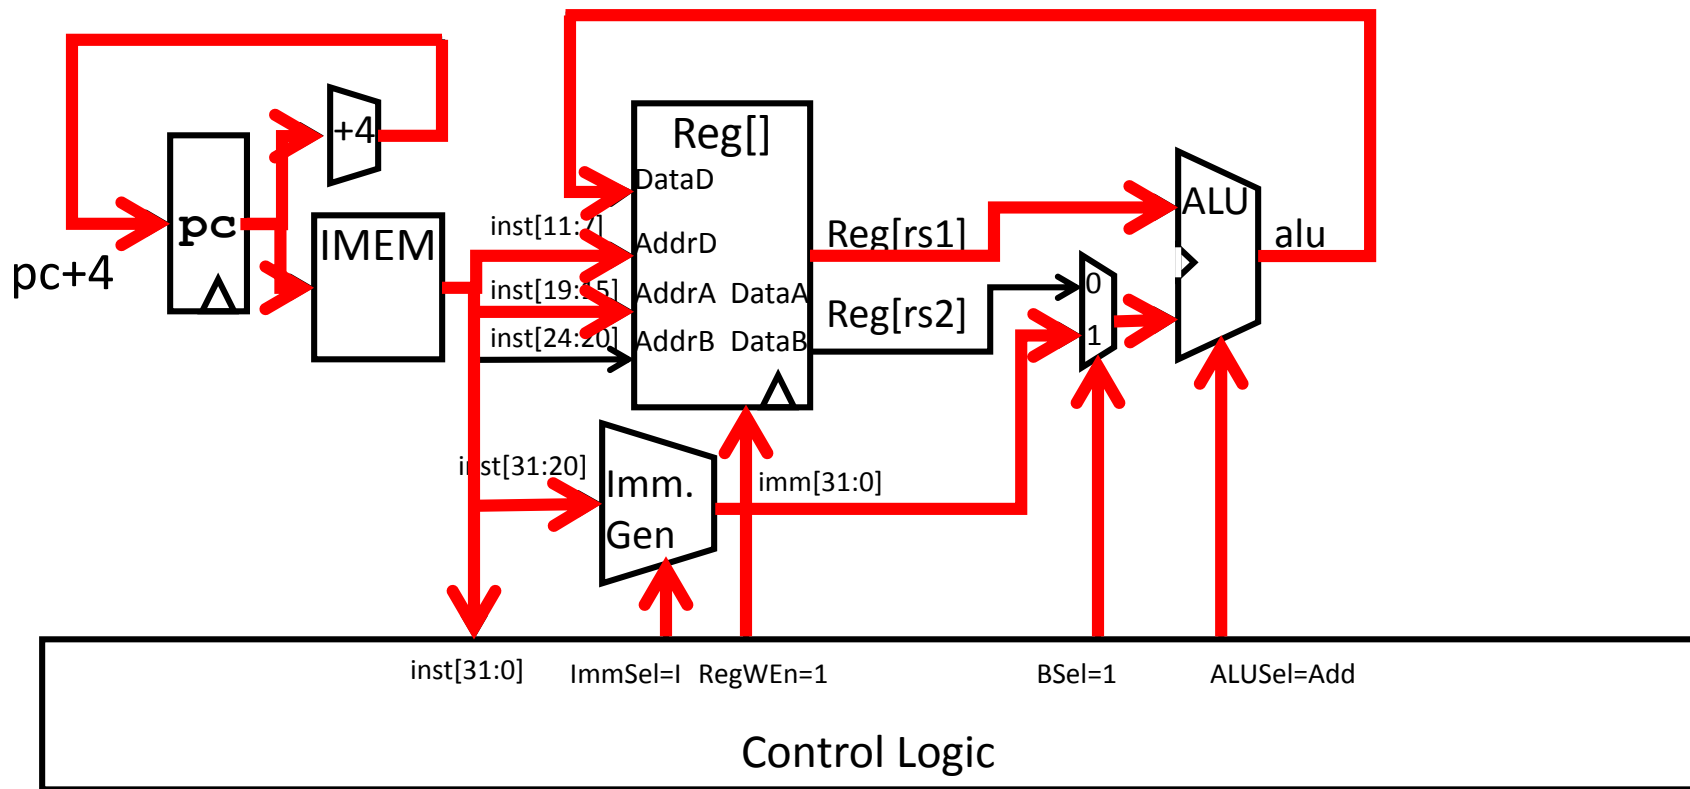 +4
Reg[]
DataD
pc
IMEM
pc+4
inst[11:7]
AddrD
inst[19:15]
AddrA DataA
inst[24:20]
AddrB DataB
Reg[rs1]
Reg[rs2]
0
1
ALU
alu
inst[31:20]
Imm.
Gen
imm[31:0]
inst[31:0]
ImmSel=I
RegWEn=1
BSel=1
ALUSel=Add
Control Logic